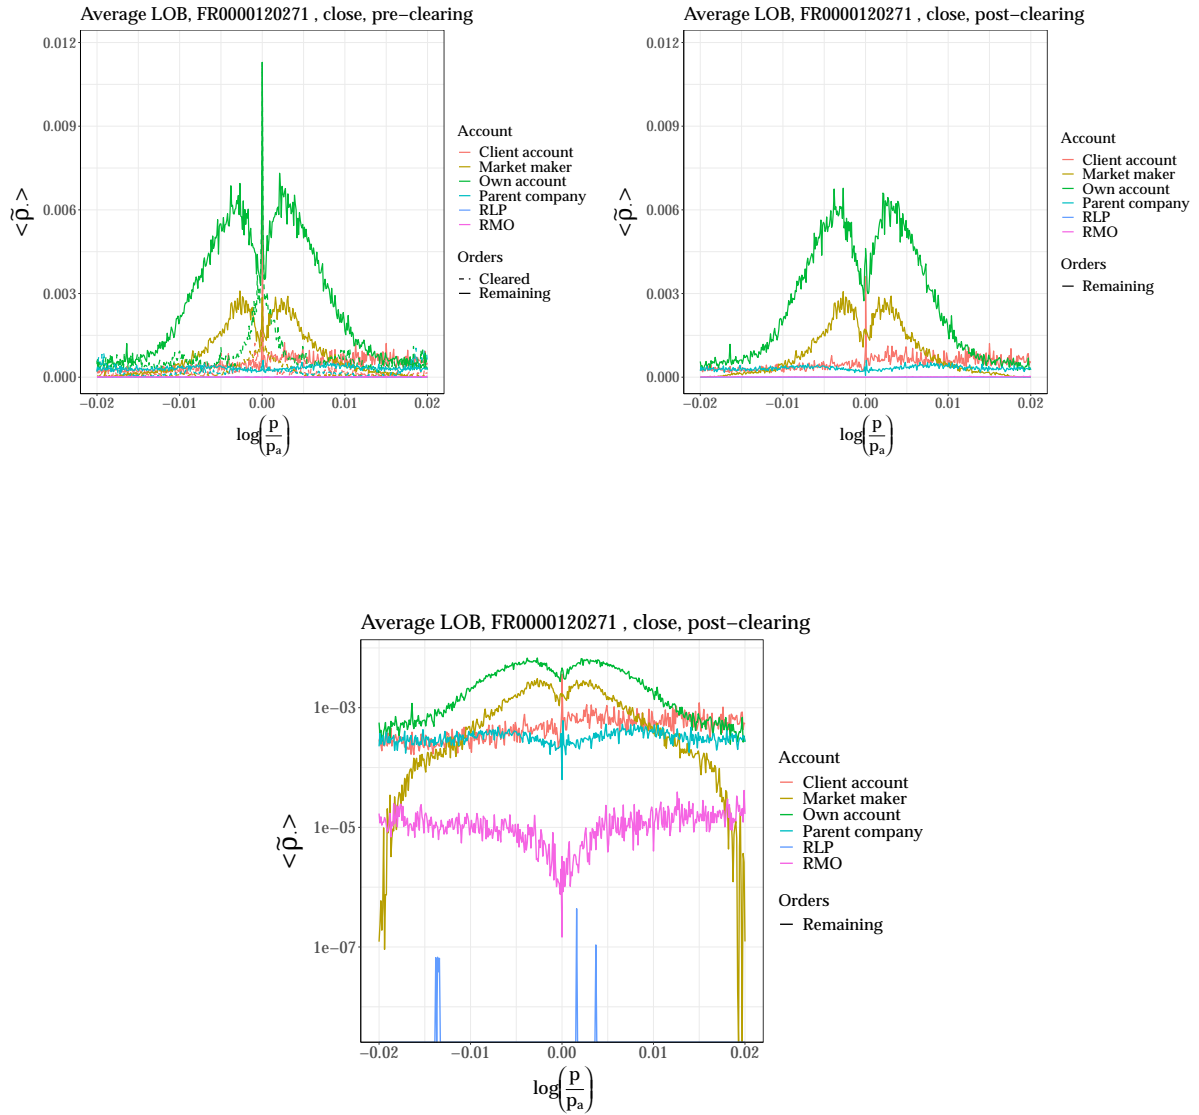 Average LOB, FR0000120271 , close, pre−clearing
0.012
0.009
0.006
0.003
0.000
<ρ̃.>
−0.02
−0.01
0.00
0.01
0.02
log(p/pa)
Account
Client account
Market maker
Own account
Parent company
RLP
RMO
Orders
Cleared
Remaining
Average LOB, FR0000120271 , close, post−clearing
0.012
0.009
0.006
0.003
0.000
<ρ̃.>
−0.02
−0.01
0.00
0.01
0.02
log(p/pa)
Account
Client account
Market maker
Own account
Parent company
RLP
RMO
Orders
Remaining
Average LOB, FR0000120271 , close, post−clearing
1e−03
1e−05
1e−07
<ρ̃.>
−0.02
−0.01
0.00
0.01
0.02
log(p/pa)
Account
Client account
Market maker
Own account
Parent company
RLP
RMO
Orders
Remaining